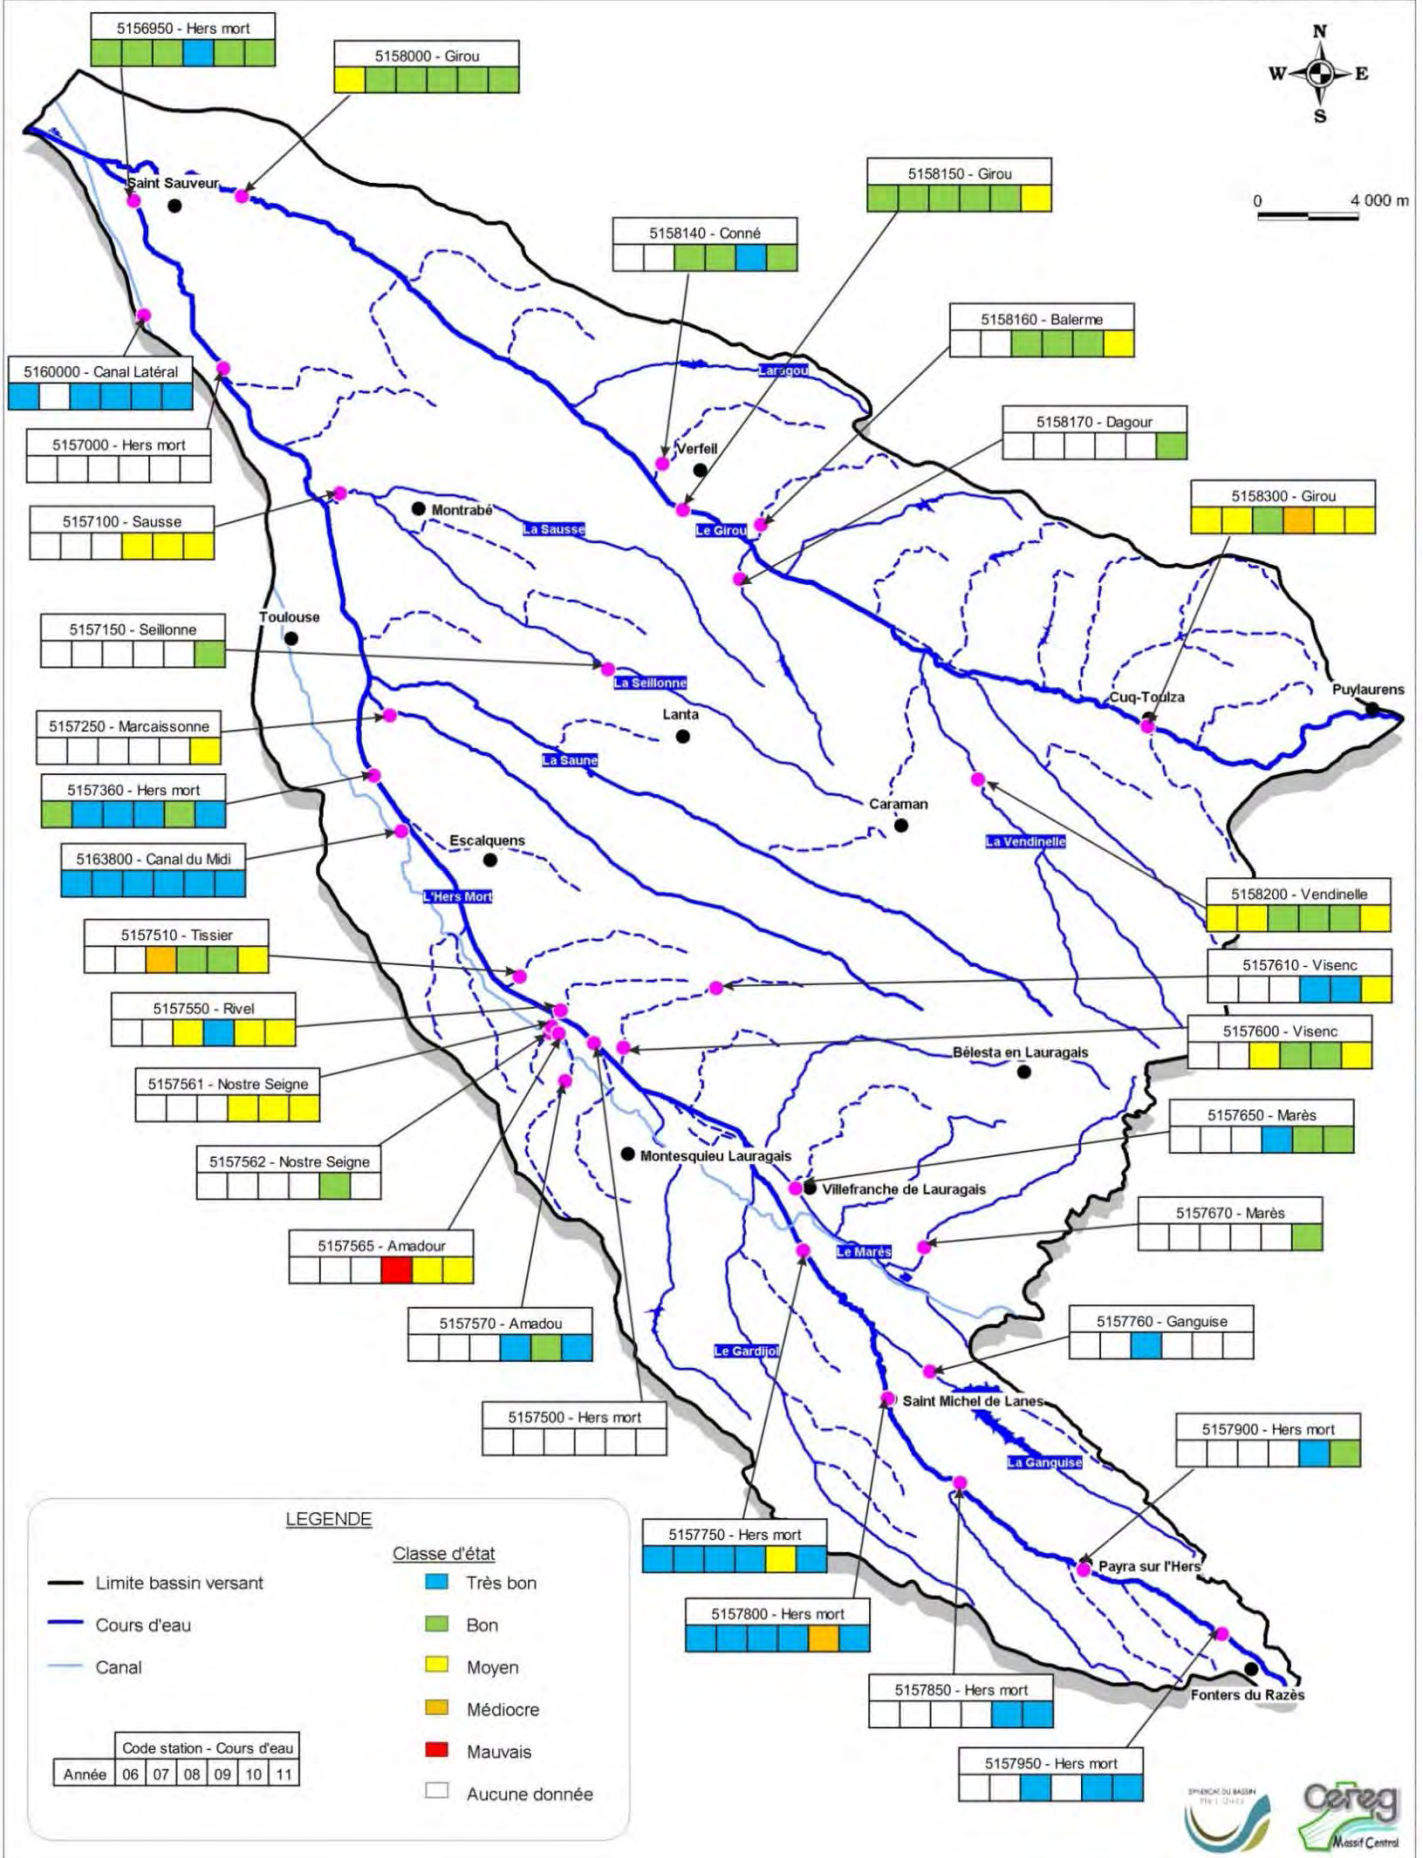 5156950 - Hers mort
5158000 - Girou
N
W E
S
5158150 - Girou
Saint Sauveur
0 4 000 m
5158140 - Conné
5158160 - Balerme
5160000 - Canal Latéral
Laragou
5158170 - Dagour
5157000 - Hers mort
Verfeil
5158300 - Girou
5157100 - Sausse
Montrabé
La Sausse
Le Girou
Toulouse
5157150 - Seillonne
La Seillonne
Cuq-Toulza
Puylaurens
5157250 - Marcaissonne
Lanta
La Saune
5157360 - Hers mort
Caraman
Escalquens
La Vendinelle
5163800 - Canal du Midi
L'Hers Mort
5158200 - Vendinelle
5157510 - Tissier
5157610 - Visenc
5157550 - Rivel
5157600 - Visenc
Bélesta en Lauragais
5157561 - Nostre Seigne
5157650 - Marès
5157562 - Nostre Seigne
Montesquieu Lauragais
Villefranche de Lauragais
5157670 - Marès
5157565 - Amadour
Le Marès
5157570 - Amadou
5157760 - Ganguise
Le Gardijol
Saint Michel de Lanes
5157500 - Hers mort
5157900 - Hers mort
La Ganguise
LEGENDE
5157750 - Hers mort
Classe d'état
Payra sur l'Hers
Limite bassin versant
Très bon
Cours d'eau
Bon
Canal
Moyen
5157800 - Hers mort
Médiocre
5157850 - Hers mort
Fonters du Razès
Code station - Cours d'eau
Mauvais
Année 06 07 08 09 10 11
Aucune donnée
5157950 - Hers mort
SYNDICAT DU BASSIN
Cereg
Massif Central